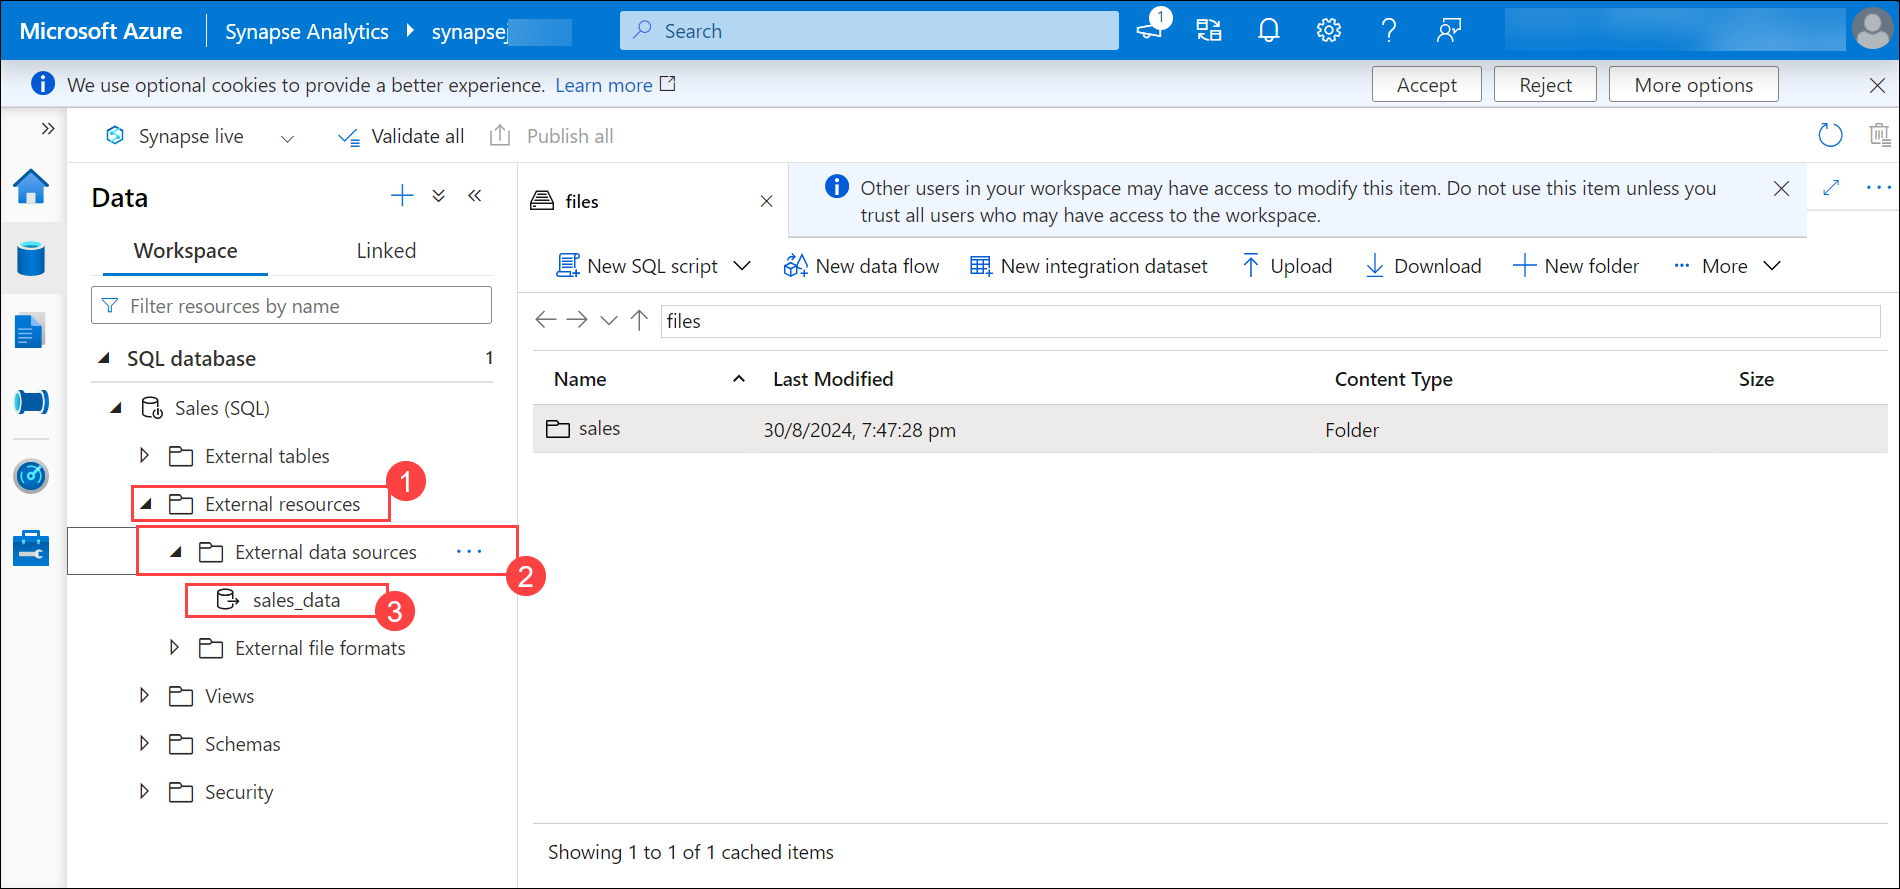 Microsoft Azure
Synapse Analytics
synapsej
Search
1
We use optional cookies to provide a better experience. Learn more
Accept
Reject
More options
Synapse live
Validate all
Publish all
Data
Workspace
Linked
Filter resources by name
SQL database 1
Sales (SQL)
External tables
External resources
1
External data sources ...
2
sales_data
3
External file formats
Views
Schemas
Security
files
Other users in your workspace may have access to modify this item. Do not use this item unless you
trust all users who may have access to the workspace.
New SQL script
New data flow
New integration dataset
Upload
Download
New folder
... More
files
Name Last Modified Content Type Size
sales 30/8/2024, 7:47:28 pm Folder
Showing 1 to 1 of 1 cached items